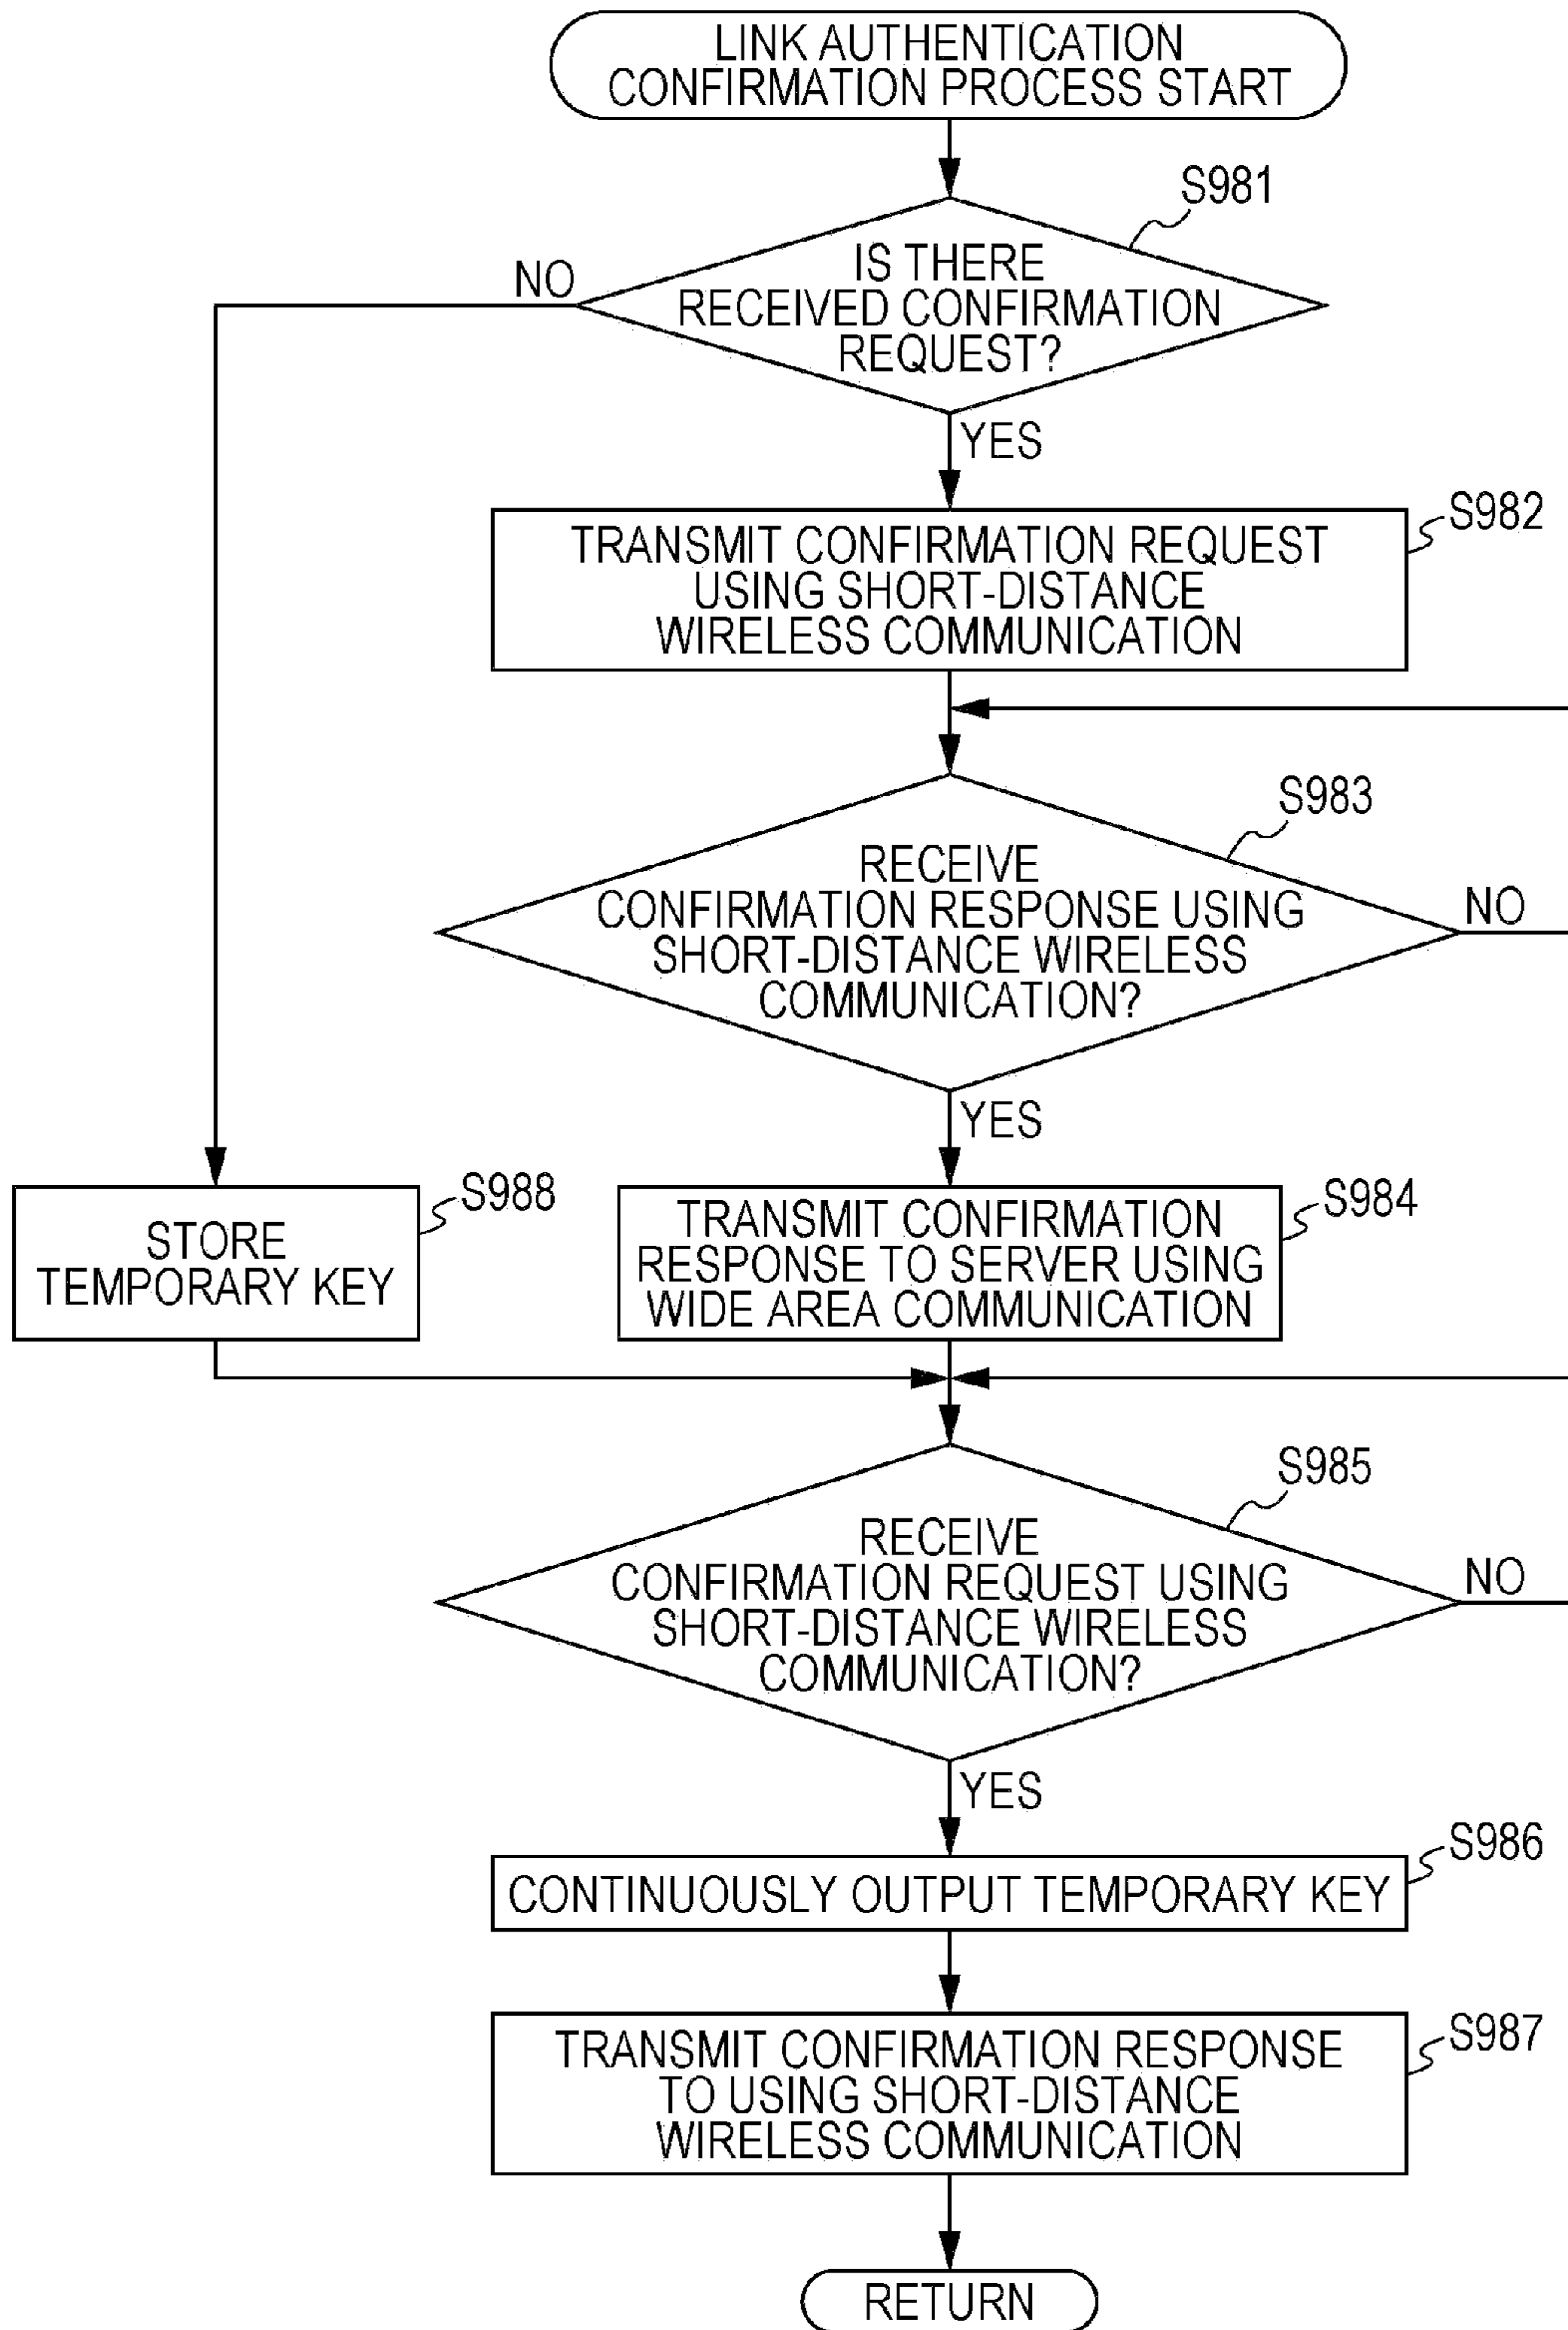 LINK AUTHENTICATION
CONFIRMATION PROCESS START
S981
IS THERE
RECEIVED CONFIRMATION
REQUEST?
NO
YES
S982
TRANSMIT CONFIRMATION REQUEST
USING SHORT-DISTANCE
WIRELESS COMMUNICATION
S983
RECEIVE
CONFIRMATION RESPONSE USING
SHORT-DISTANCE WIRELESS
COMMUNICATION?
NO
YES
S988
STORE
TEMPORARY KEY
S984
TRANSMIT CONFIRMATION
RESPONSE TO SERVER USING
WIDE AREA COMMUNICATION
S985
RECEIVE
CONFIRMATION REQUEST USING
SHORT-DISTANCE WIRELESS
COMMUNICATION?
NO
YES
S986
CONTINUOUSLY OUTPUT TEMPORARY KEY
S987
TRANSMIT CONFIRMATION RESPONSE
TO USING SHORT-DISTANCE
WIRELESS COMMUNICATION
RETURN